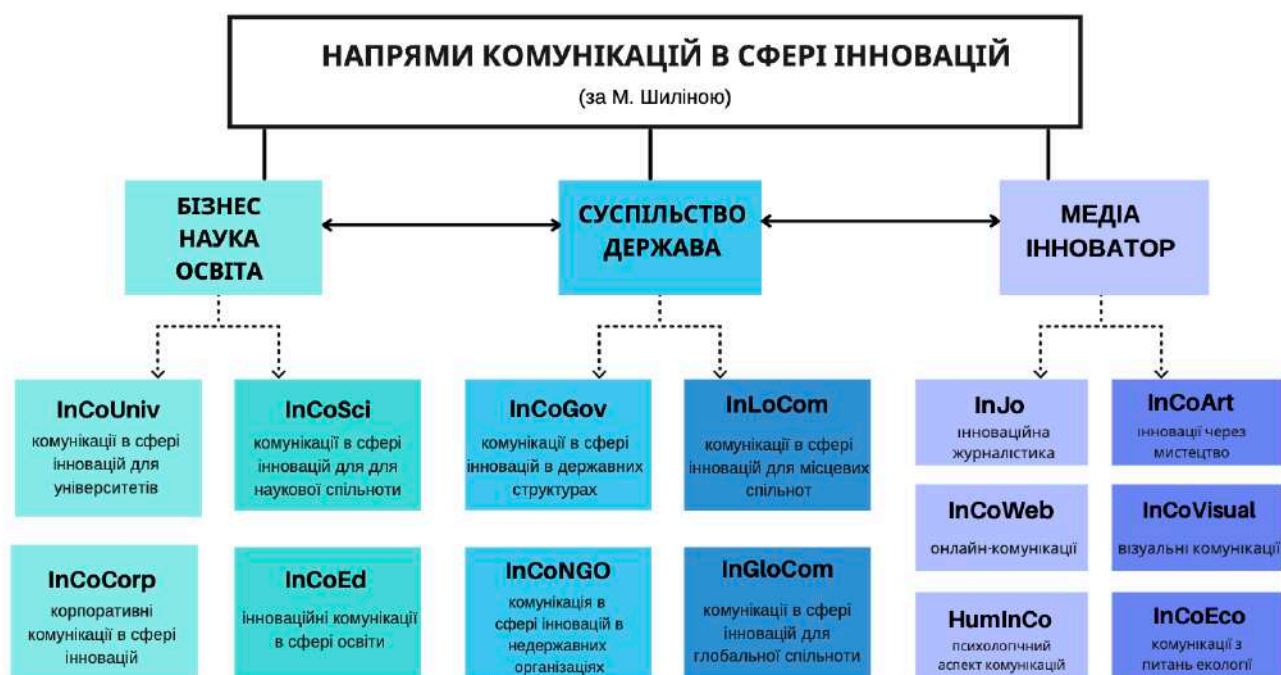 НАПРЯМИ КОМУНІКАЦІЙ В СФЕРІ ІННОВАЦІЙ
(за М. Шиліною)
БІЗНЕС
НАУКА
ОСВІТА
СУСПІЛЬСТВО
ДЕРЖАВА
МЕДІА
ІННОВАТОР
InCoUniv
комунікації в сфері
інновацій для
університетів
InCoSci
комунікації в сфері
інновацій для для
наукової спільноти
InCoGov
комунікації в сфері
інновацій в державних
структурах
InLoCom
комунікації в сфері
інновацій для місцевих
спільнот
InJo
інноваційна
журналістика
InCoArt
інновації через
мистецтво
InCoWeb
онлайн-комунікації
InCoVisual
візуальні комунікації
InCoCorp
корпоративні
комунікації в сфері
інновацій
InCoEd
інноваційні комунікації
в сфері освіти
InCoNGO
комунікація в
сфері інновацій в
недержавних
організаціях
InGloCom
комунікації в сфері
інновацій для
глобальної спільноти
HumInCo
психологічний
аспект комунікацій
InCoEco
комунікації з
питань екології